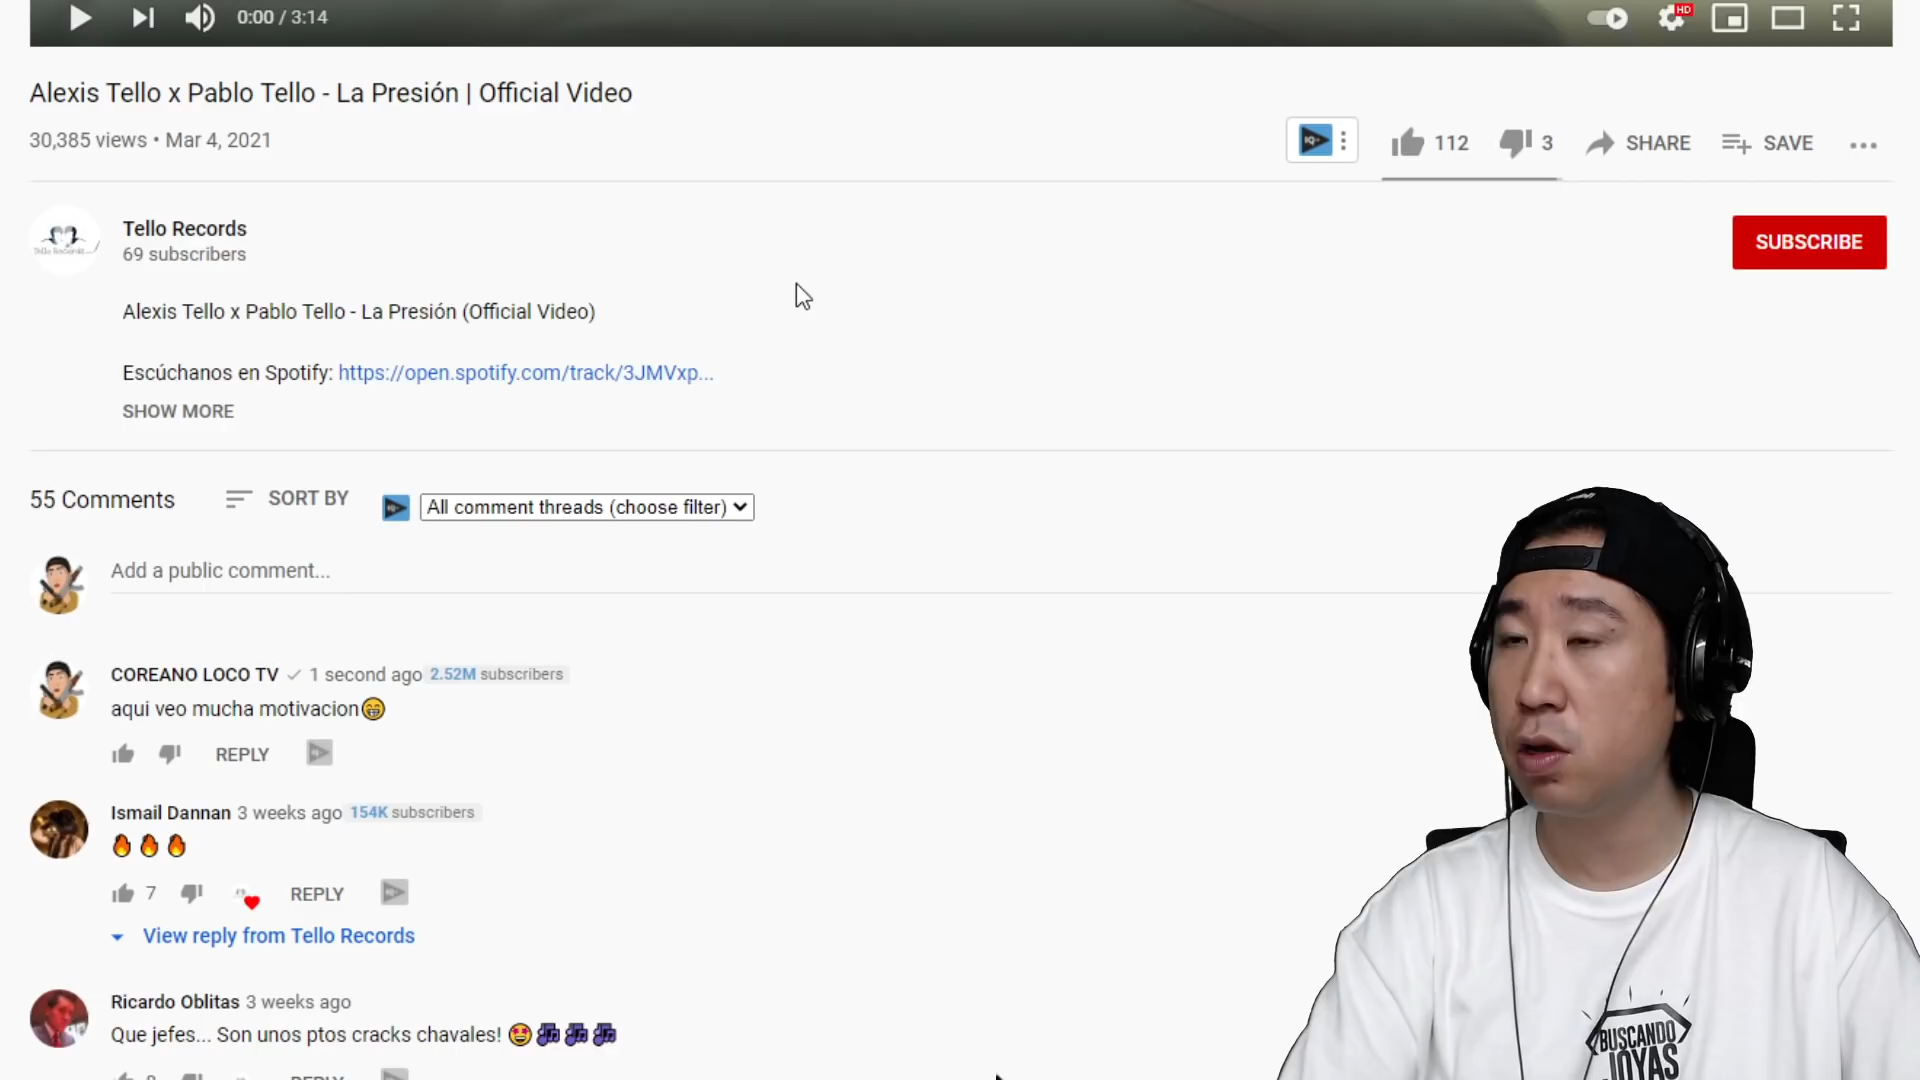 0:00 / 3:14
HD
Alexis Tello x Pablo Tello - La Presión | Official Video
30,385 views • Mar 4, 2021
IQ
112
3
SHARE
SAVE
Tello Records
69 subscribers
SUBSCRIBE
Alexis Tello x Pablo Tello - La Presión (Official Video)
Escúchanos en Spotify: https://open.spotify.com/track/3JMVxp...
SHOW MORE
55 Comments
SORT BY
All comment threads (choose filter)
Add a public comment...
COREANO LOCO TV 1 second ago 2.52M subscribers
aqui veo mucha motivacion😁
REPLY
Ismail Dannan 3 weeks ago 154K subscribers
🔥🔥🔥
7
REPLY
View reply from Tello Records
Ricardo Oblitas 3 weeks ago
Que jefes... Son unos ptos cracks chavales! 🤩🎶🎶🎶
REPLY
BUSCANDO
JOYAS